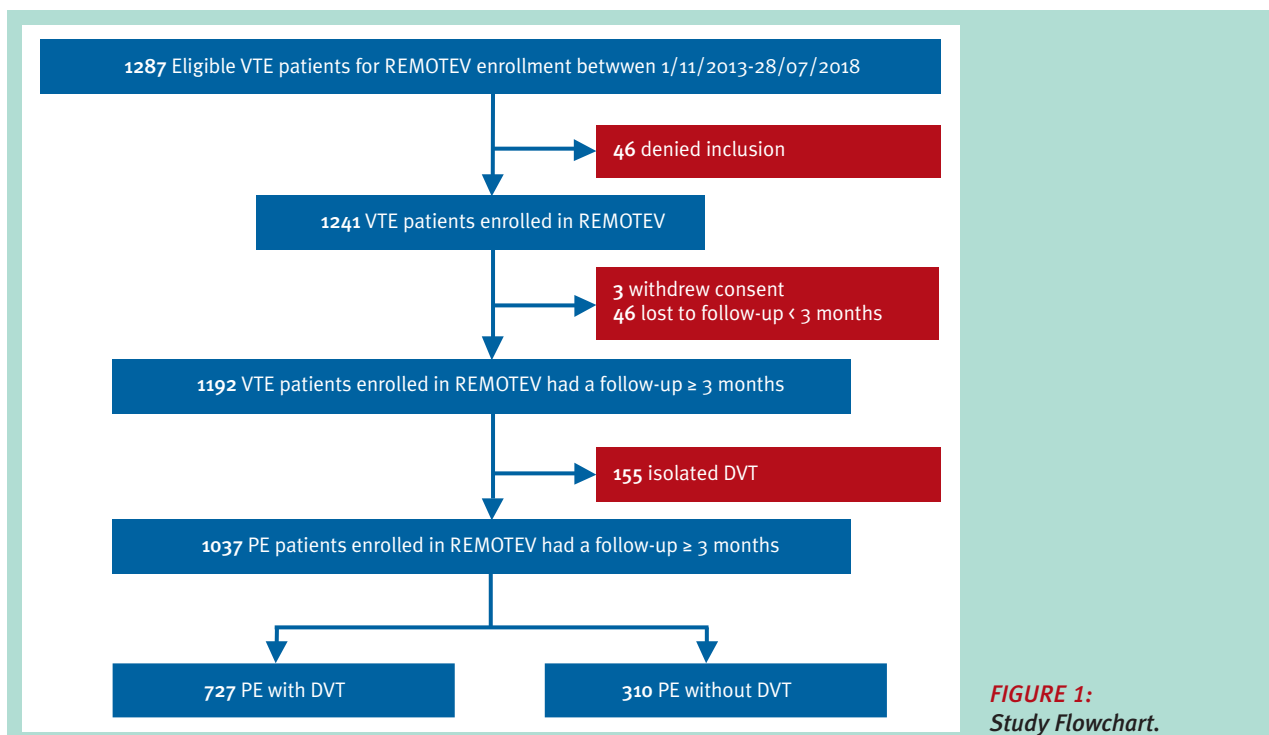 1287 Eligible VTE patients for REMOTEV enrollment betwwen 1/11/2013-28/07/2018
46 denied inclusion
1241 VTE patients enrolled in REMOTEV
3 withdrew consent
46 lost to follow-up < 3 months
1192 VTE patients enrolled in REMOTEV had a follow-up ≥ 3 months
155 isolated DVT
1037 PE patients enrolled in REMOTEV had a follow-up ≥ 3 months
727 PE with DVT
310 PE without DVT
FIGURE 1:
Study Flowchart.